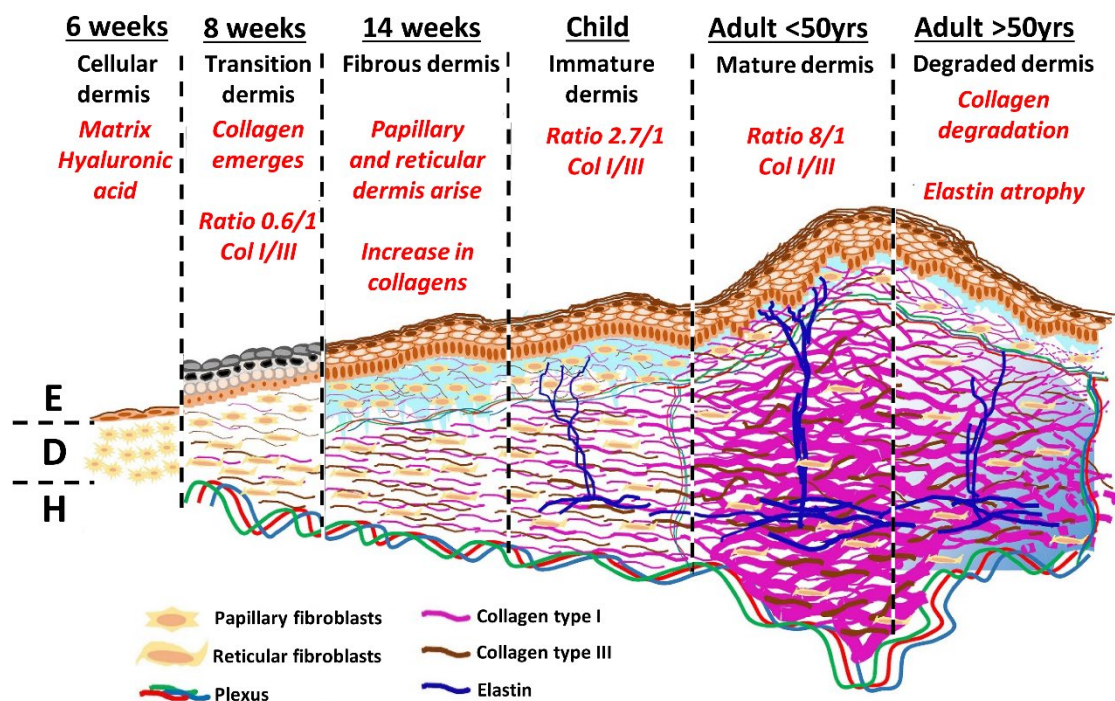 6 weeks
Cellular
dermis
Matrix
Hyaluronic
acid
8 weeks
Transition
dermis
Collagen
emerges
Ratio 0.6/1
Col I/III
14 weeks
Fibrous dermis
Papillary
and reticular
dermis arise
Increase in
collagens
Child
Immature
dermis
Ratio 2.7/1
Col I/III
Adult <50yrs
Mature dermis
Ratio 8/1
Col I/III
Adult >50yrs
Degraded dermis
Collagen
degradation
Elastin atrophy
E
D
H
Papillary fibroblasts
Reticular fibroblasts
Plexus
Collagen type I
Collagen type III
Elastin